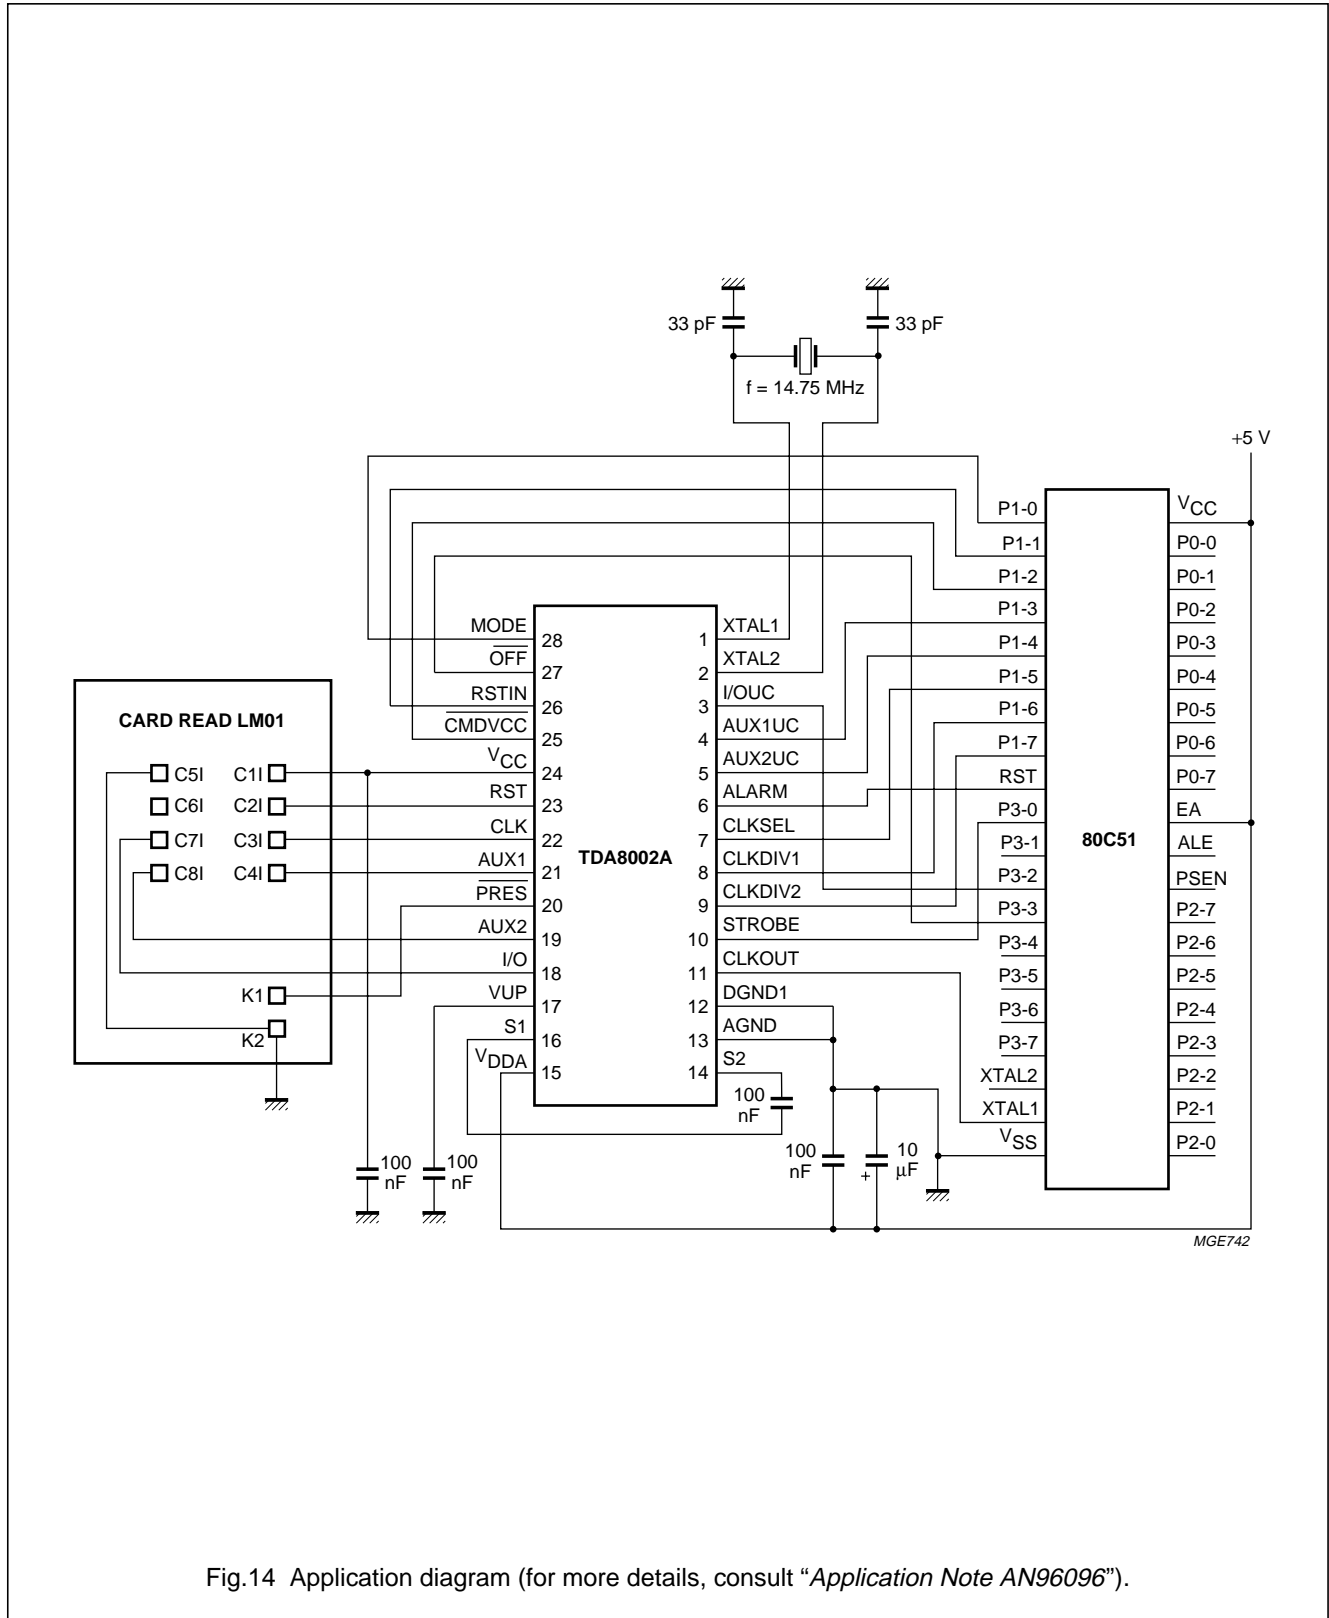 33 pF
33 pF
f = 14.75 MHz
+5 V
P1-0
P1-1
P1-2
P1-3
P1-4
P1-5
P1-6
P1-7
RST
P3-0
P3-1
P3-2
P3-3
P3-4
P3-5
P3-6
P3-7
XTAL2
XTAL1
VSS
80C51
VCC
P0-0
P0-1
P0-2
P0-3
P0-4
P0-5
P0-6
P0-7
EA
ALE
PSEN
P2-7
P2-6
P2-5
P2-4
P2-3
P2-2
P2-1
P2-0
MODE 28
OFF 27
RSTIN 26
CMDVCC 25
VCC 24
RST 23
CLK 22
AUX1 21
PRES 20
AUX2 19
I/O 18
VUP 17
S1 16
VDDA 15
TDA8002A
1 XTAL1
2 XTAL2
3 I/OUC
4 AUX1UC
5 AUX2UC
6 ALARM
7 CLKSEL
8 CLKDIV1
9 CLKDIV2
10 STROBE
11 CLKOUT
12 DGND1
13 AGND
14 S2
CARD READ LM01
C5I C1I
C6I C2I
C7I C3I
C8I C4I
K1
K2
100 nF
100 nF
100 nF
100 nF
+
10 µF
MGE742
Fig.14 Application diagram (for more details, consult “Application Note AN96096”).